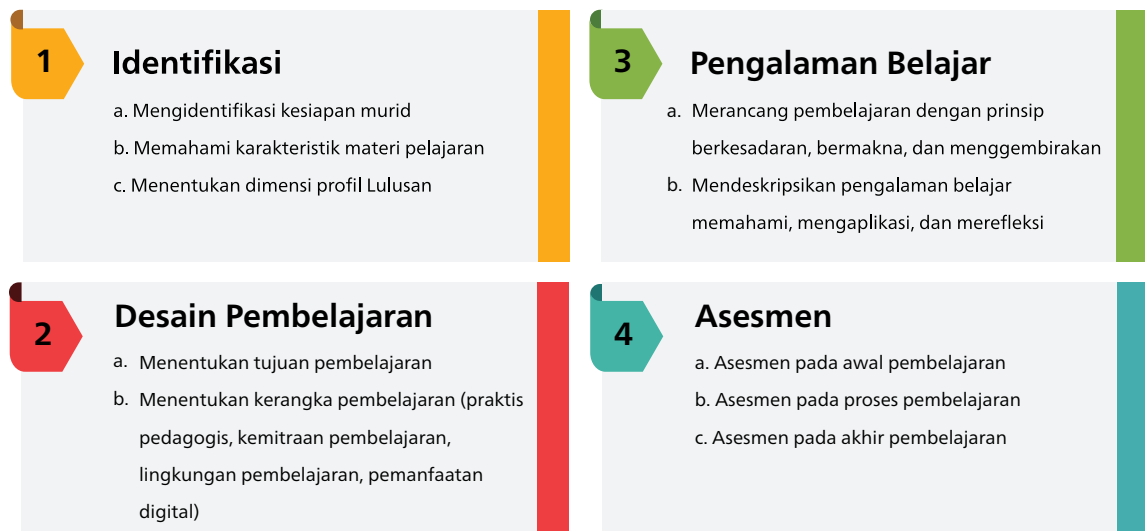 1
Identifikasi
a. Mengidentifikasi kesiapan murid
b. Memahami karakteristik materi pelajaran
c. Menentukan dimensi profil Lulusan
2
Desain Pembelajaran
a. Menentukan tujuan pembelajaran
b. Menentukan kerangka pembelajaran (praktis
pedagogis, kemitraan pembelajaran,
lingkungan pembelajaran, pemanfaatan
digital)
3
Pengalaman Belajar
a. Merancang pembelajaran dengan prinsip
berkesadaran, bermakna, dan menggembirakan
b. Mendeskripsikan pengalaman belajar
memahami, mengaplikasi, dan merefleksi
4
Asesmen
a. Asesmen pada awal pembelajaran
b. Asesmen pada proses pembelajaran
c. Asesmen pada akhir pembelajaran